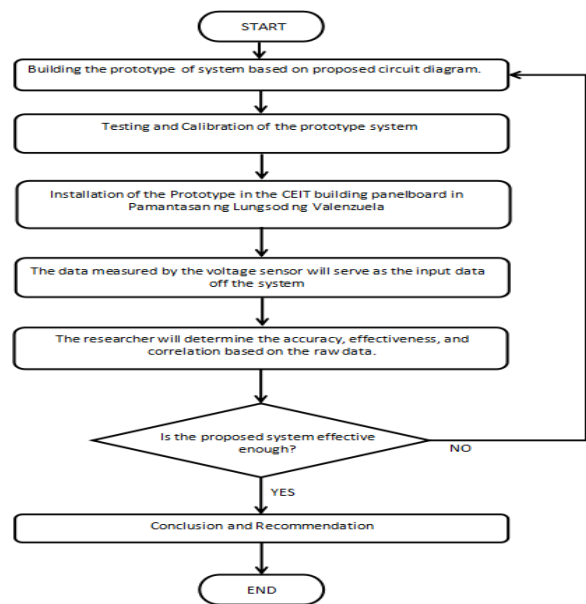 START
Building the prototype of system based on proposed circuit diagram.
Testing and Calibration of the prototype system
Installation of the Prototype in the CEIT building panelboard in
Pamantasan ng Lungsod ng Valenzuela
The data measured by the voltage sensor will serve as the input data
off the system
The researcher will determine the accuracy, effectiveness, and
correlation based on the raw data.
Is the proposed system effective
enough?
NO
YES
Conclusion and Recommendation
END